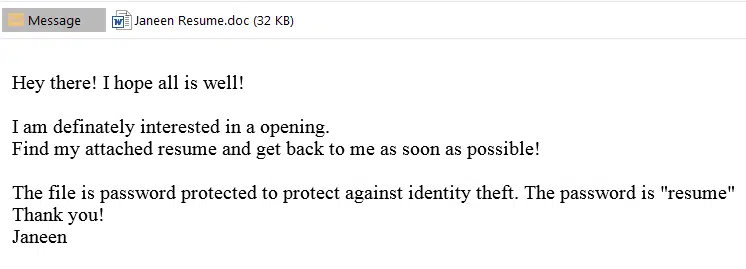 Message Janeen Resume.doc (32 KB)
Hey there! I hope all is well!
I am definately interested in a opening.
Find my attached resume and get back to me as soon as possible!
The file is password protected to protect against identity theft. The password is "resume"
Thank you!
Janeen